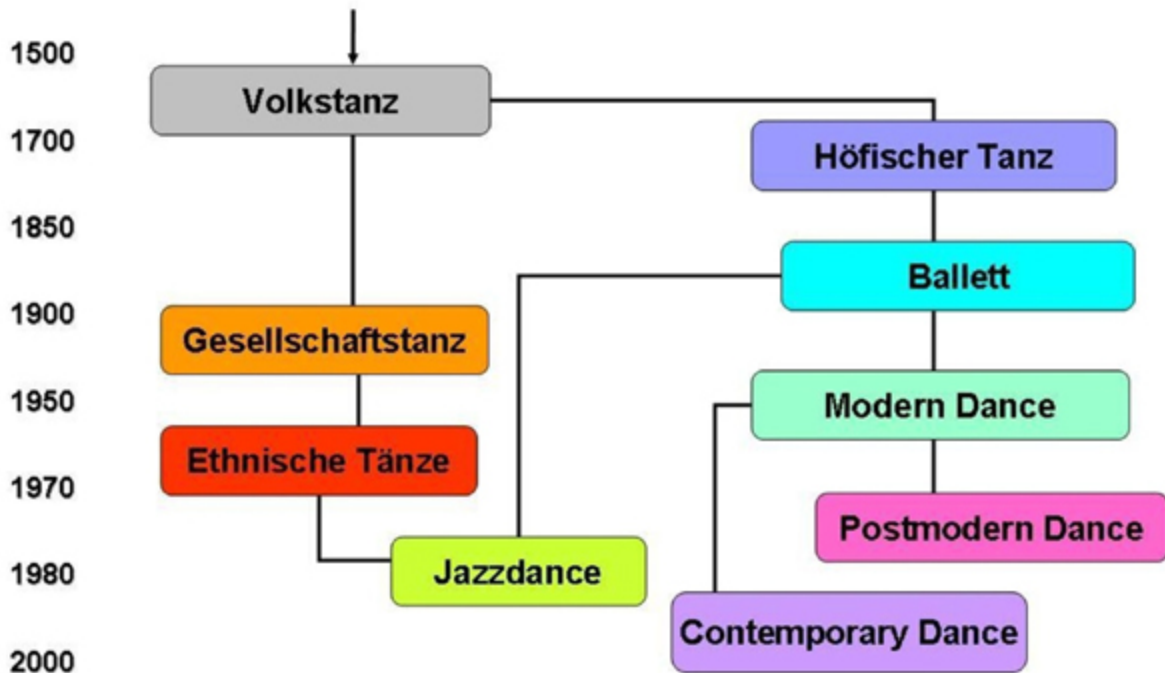 1500
Volkstanz
1700
Höfischer Tanz
1850
Ballett
1900
Gesellschaftstanz
1950
Modern Dance
Ethnische Tänze
1970
Postmodern Dance
1980
Jazzdance
Contemporary Dance
2000